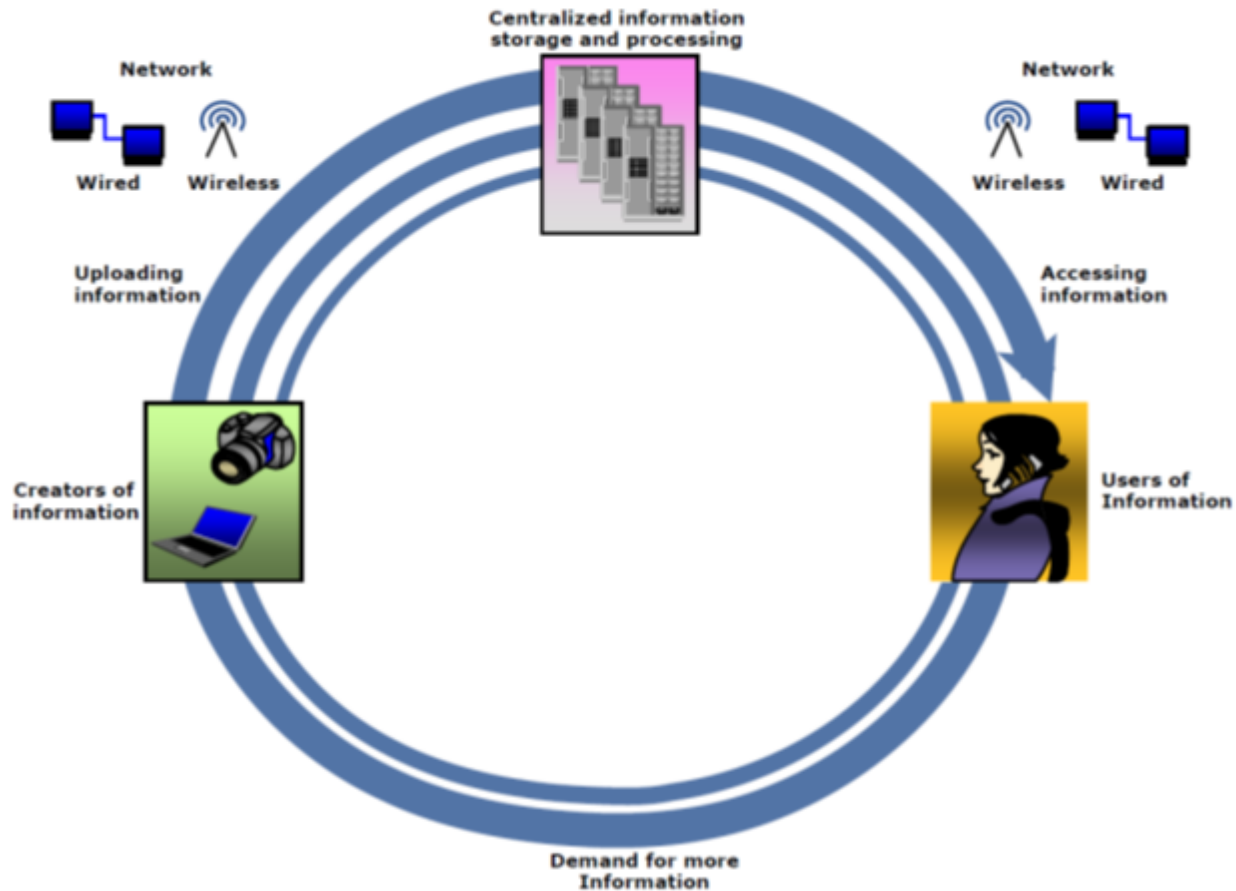 Centralized information
storage and processing
Network
Wired
Wireless
Network
Wireless
Wired
Uploading
information
Accessing
information
Creators of
information
Users of
Information
Demand for more
Information